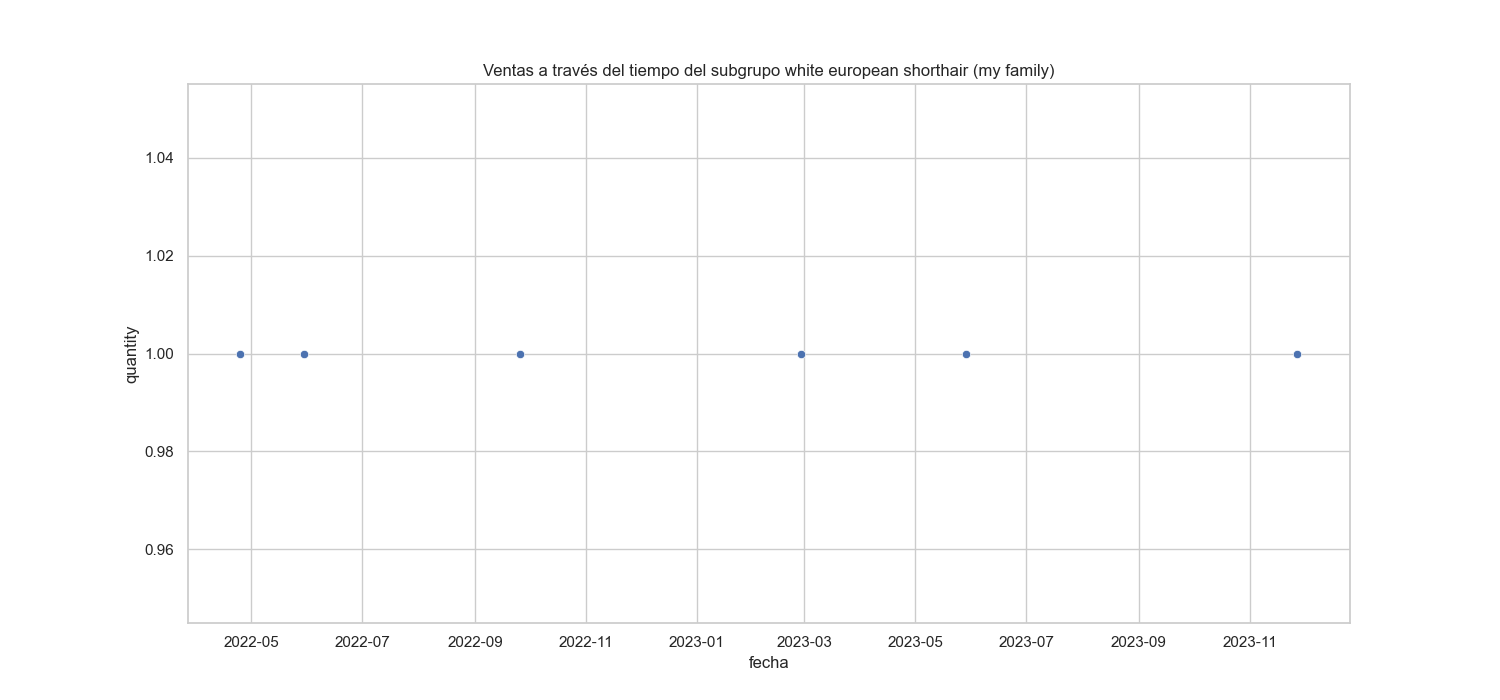 Ventas a través del tiempo del subgrupo white european shorthair (my family)
1.04
1.02
1.00
0.98
0.96
quantity
2022-05 2022-07 2022-09 2022-11 2023-01 2023-03 2023-05 2023-07 2023-09 2023-11
fecha